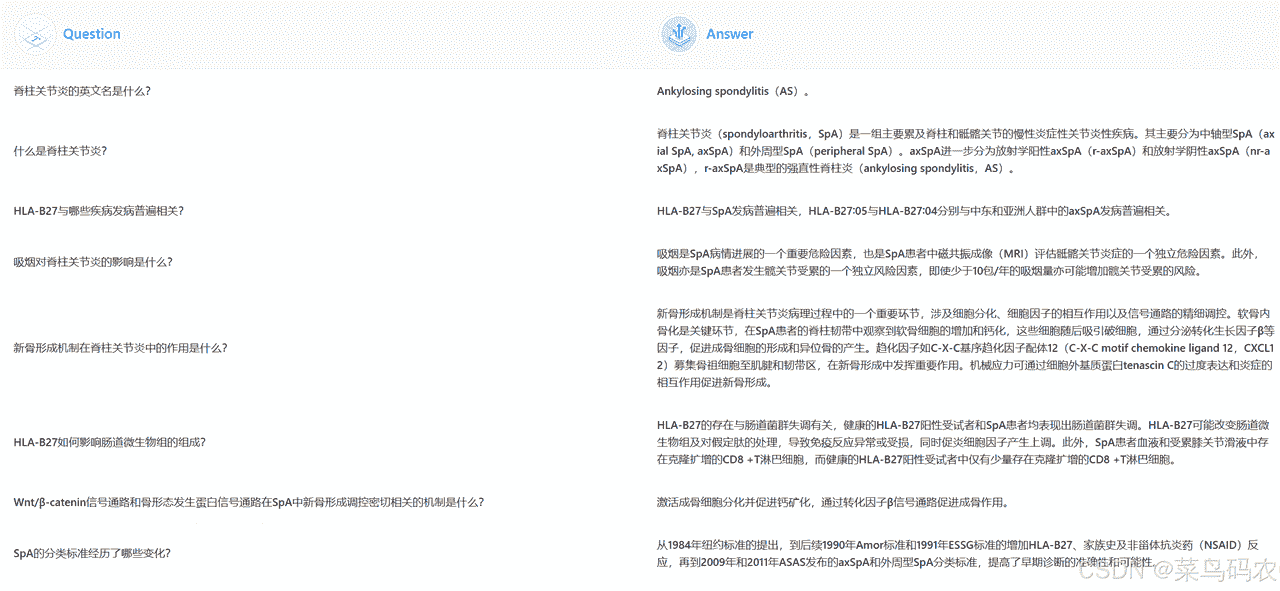 Question
Answer
脊柱关节炎的英文名是什么?
Ankylosing spondylitis（AS）。
什么是脊柱关节炎?
脊柱关节炎（spondyloarthritis，SpA）是一组主要累及脊柱和骶髂关节的慢性炎症性关节炎性疾病。其主要分为中轴型SpA（ax
ial SpA, axSpA）和外周型SpA（peripheral SpA）。axSpA进一步分为放射学阳性axSpA（r-axSpA）和放射学阴性axSpA（nr-a
xSpA），r-axSpA是典型的强直性脊柱炎（ankylosing spondylitis，AS）。
HLA-B27与哪些疾病发病普遍相关?
HLA-B27与SpA发病普遍相关，HLA-B27:05与HLA-B27:04分别与中东和亚洲人群中的axSpA发病普遍相关。
吸烟对脊柱关节炎的影响是什么?
吸烟是SpA病情进展的一个重要危险因素，也是SpA患者中磁共振成像（MRI）评估骶髂关节炎症的一个独立危险因素。此外，
吸烟亦是SpA患者发生髋关节受累的一个独立风险因素，即使少于10包/年的吸烟量亦可能增加髋关节受累的风险。
新骨形成机制在脊柱关节炎中的作用是什么?
新骨形成机制是脊柱关节炎病理过程中的一个重要环节，涉及细胞分化、细胞因子的相互作用以及信号通路的精细调控。软骨内
骨化是关键环节，在SpA患者的脊柱韧带中观察到软骨细胞的增加和钙化，这些细胞随后吸引破细胞，通过分泌转化生长因子β等
因子，促进成骨细胞的形成和异位骨的产生。趋化因子如C-X-C基序趋化因子配体12（C-X-C motif chemokine ligand 12，CXCL1
2）募集骨祖细胞至肌腱和韧带区，在新骨形成中发挥重要作用。机械应力可通过细胞外基质蛋白tenascin C的过度表达和炎症的
相互作用促进新骨形成。
HLA-B27如何影响肠道微生物组的组成?
HLA-B27的存在与肠道菌群失调有关，健康的HLA-B27阳性受试者和SpA患者均表现出肠道菌群失调。HLA-B27可能改变肠道微
生物组及对假定肽的处理，导致免疫反应异常或受损，同时促炎细胞因子产生上调。此外，SpA患者血液和受累膝关节滑液中存
在克隆扩增的CD8 +T淋巴细胞，而健康的HLA-B27阳性受试者中仅有少量存在克隆扩增的CD8 +T淋巴细胞。
Wnt/β-catenin信号通路和骨形态发生蛋白信号通路在SpA中新骨形成调控密切相关的机制是什么?
激活成骨细胞分化并促进钙矿化，通过转化因子β信号通路促进成骨作用。
SpA的分类标准经历了哪些变化?
从1984年纽约标准的提出，到后续1990年Amor标准和1991年ESSG标准的增加HLA-B27、家族史及非甾体抗炎药（NSAID）反
应，再到2009年和2011年ASAS发布的axSpA和外周型SpA分类标准，提高了早期诊断的准确性和可能性。
CSDN @菜鸟码农